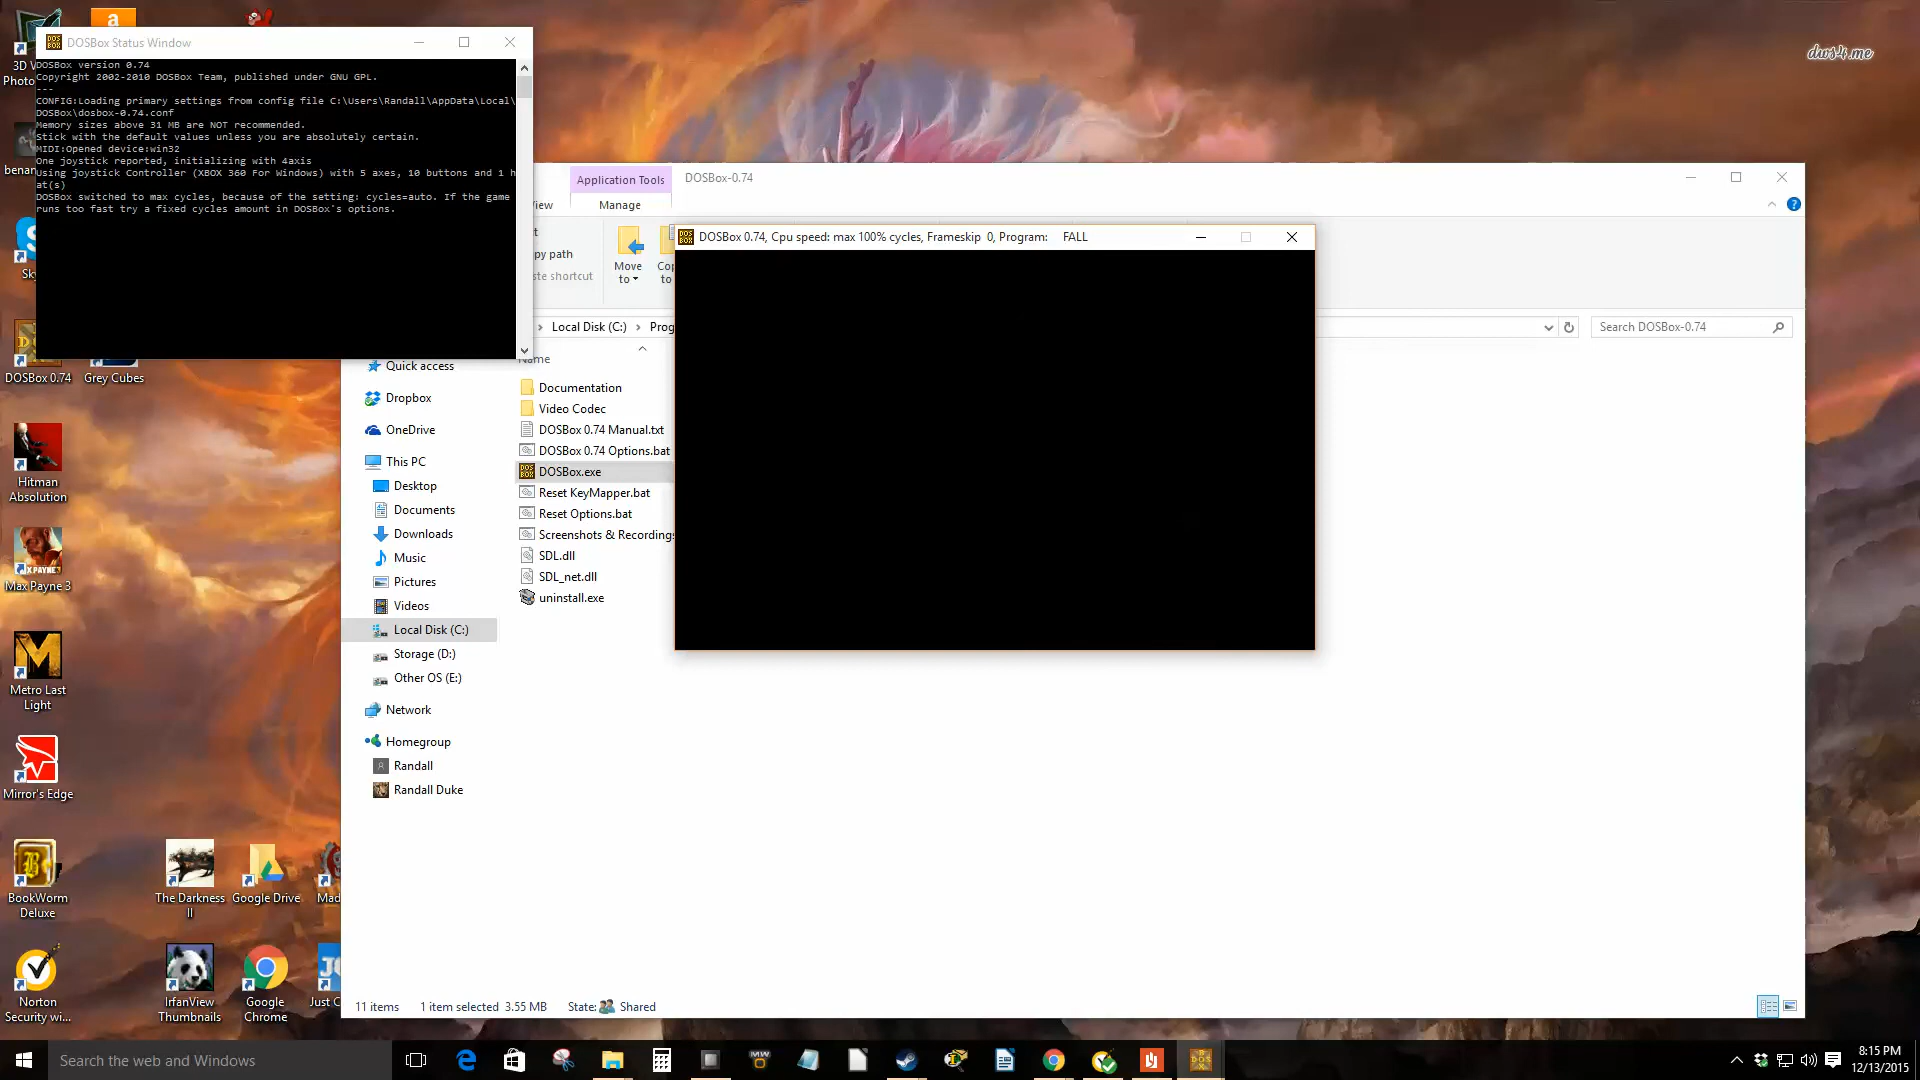 dws4.me
DOSBox Status Window
DOSBox version 0.74
Copyright 2002-2010 DOSBox Team, published under GNU GPL.
---
CONFIG:Loading primary settings from config file C:\Users\Randall\AppData\Local\
DOSBox\dosbox-0.74.conf
Memory sizes above 31 MB are NOT recommended.
Stick with the default values unless you are absolutely certain.
MIDI:Opened device:win32
One joystick reported, initializing with 4axis
Using joystick Controller (XBOX 360 For Windows) with 5 axes, 10 buttons and 1 h
at(s)
DOSBox switched to max cycles, because of the setting: cycles=auto. If the game
runs too fast try a fixed cycles amount in DOSBox's options.
Application Tools
DOSBox-0.74
Manage
Move
to
to
Local Disk (C:)
Search DOSBox-0.74
DOSBox 0.74, Cpu speed: max 100% cycles, Frameskip 0, Program: FALL
Name
Documentation
Video Codec
DOSBox 0.74 Manual.txt
DOSBox 0.74 Options.bat
DOSBox.exe
Reset KeyMapper.bat
Reset Options.bat
Screenshots & Recordings
SDL.dll
SDL_net.dll
uninstall.exe
Quick access
Dropbox
OneDrive
This PC
Desktop
Documents
Downloads
Music
Pictures
Videos
Local Disk (C:)
Storage (D:)
Other OS (E:)
Network
Homegroup
Randall
Randall Duke
11 items
1 item selected 3.55 MB
State: Shared
DOSBox 0.74
Grey Cubes
Hitman
Absolution
Max Payne 3
Metro Last
Light
Mirror's Edge
BookWorm
Deluxe
The Darkness
II
Google Drive
Norton
Security wi...
IrfanView
Thumbnails
Google
Chrome
Search the web and Windows
8:15 PM
12/13/2015